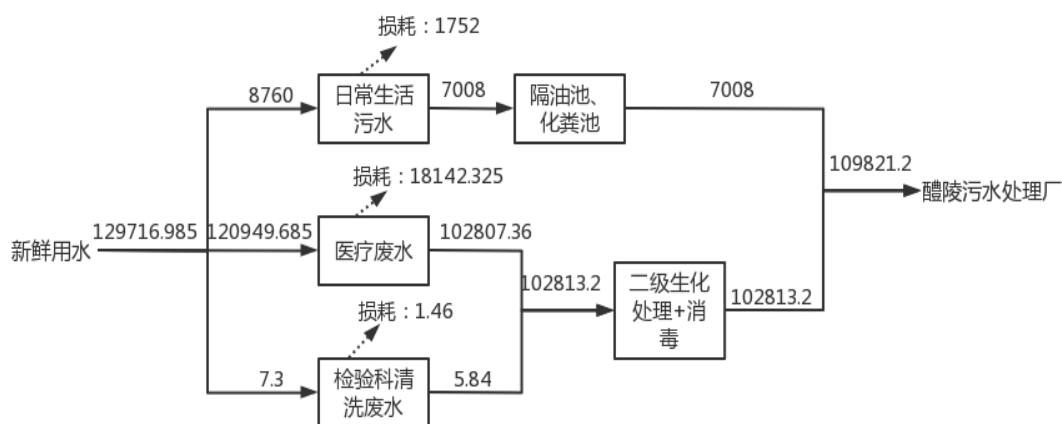 损耗：1752
8760
日常生活
污水
7008
隔油池、
化粪池
7008
109821.2
醴陵污水处理厂
损耗：18142.325
新鲜用水
129716.985
120949.685
医疗废水
102807.36
102813.2
二级生化
处理+消
毒
102813.2
损耗：1.46
7.3
检验科清
洗废水
5.84